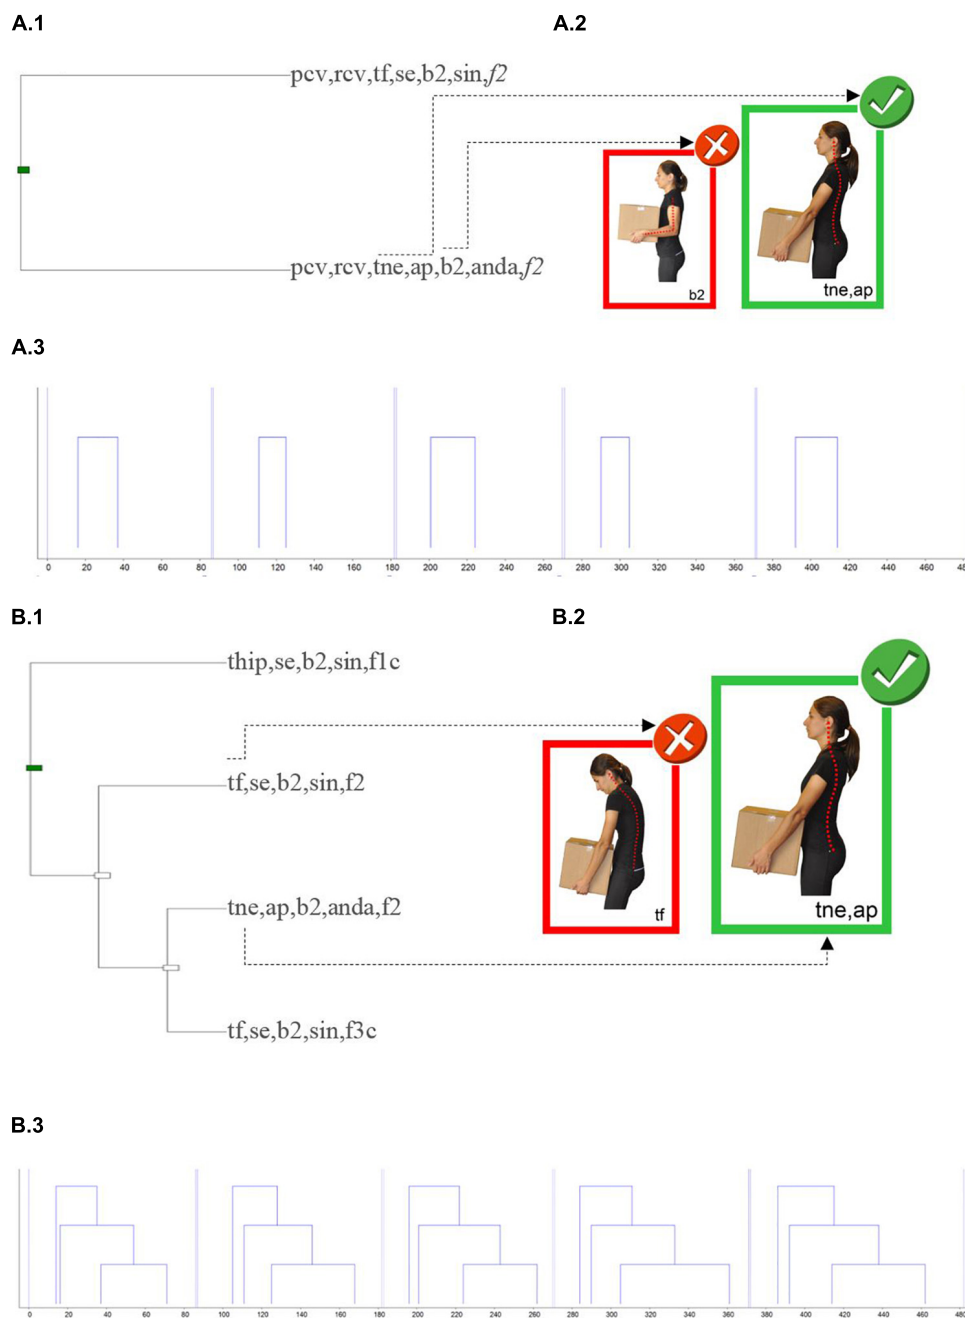 A.1
A.2
pcv,rcv,tf,se,b2,sin,f2
pcv,rcv,tne,ap,b2,anda,f2
b2
tne,ap
A.3
0 20 40 60 80 100 120 140 160 180 200 220 240 260 280 300 320 340 360 380 400 420 440 460 480
B.1
B.2
thip,se,b2,sin,f1c
tf,se,b2,sin,f2
tne,ap,b2,anda,f2
tf,se,b2,sin,f3c
tf
tne,ap
B.3
0 20 40 60 80 100 120 140 160 180 200 220 240 260 280 300 320 340 360 380 400 420 440 460 480